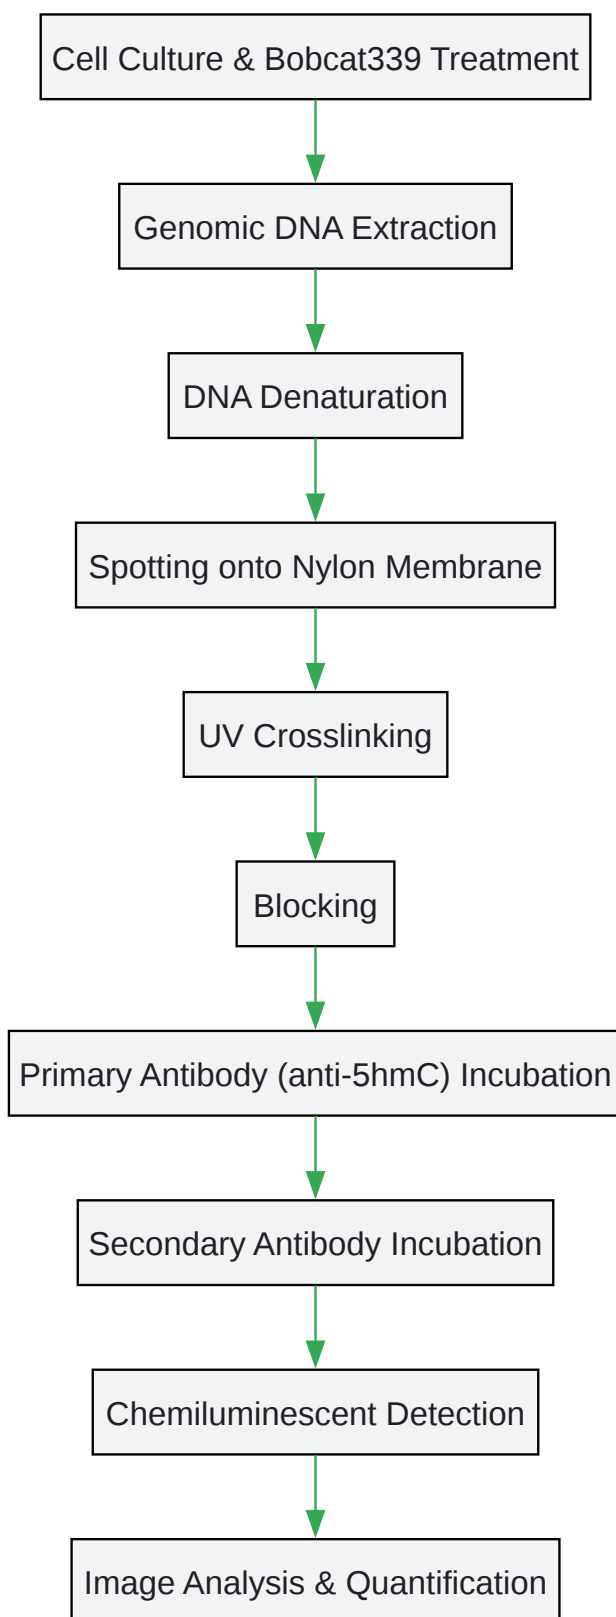 Cell Culture & Bobcat339 Treatment
Genomic DNA Extraction
DNA Denaturation
Spotting onto Nylon Membrane
UV Crosslinking
Blocking
Primary Antibody (anti-5hmC) Incubation
Secondary Antibody Incubation
Chemiluminescent Detection
Image Analysis & Quantification